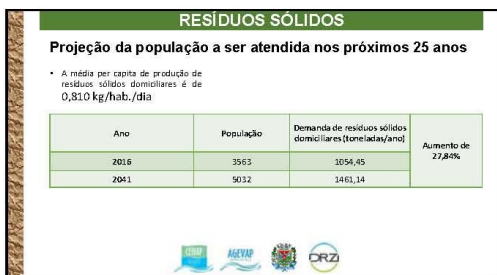 RESÍDUOS SÓLIDOS
Projeção da população a ser atendida nos próximos 25 anos
• A média per capita de produção de
resíduos sólidos domiciliares é de
0,810 kg/hab./dia
Ano População Demanda de resíduos sólidos domiciliares (toneladas/ano) Aumento de 27,84%
2016 3563 1054,45
2041 5032 1461,14
CEIVAP AGEVAP DRZ